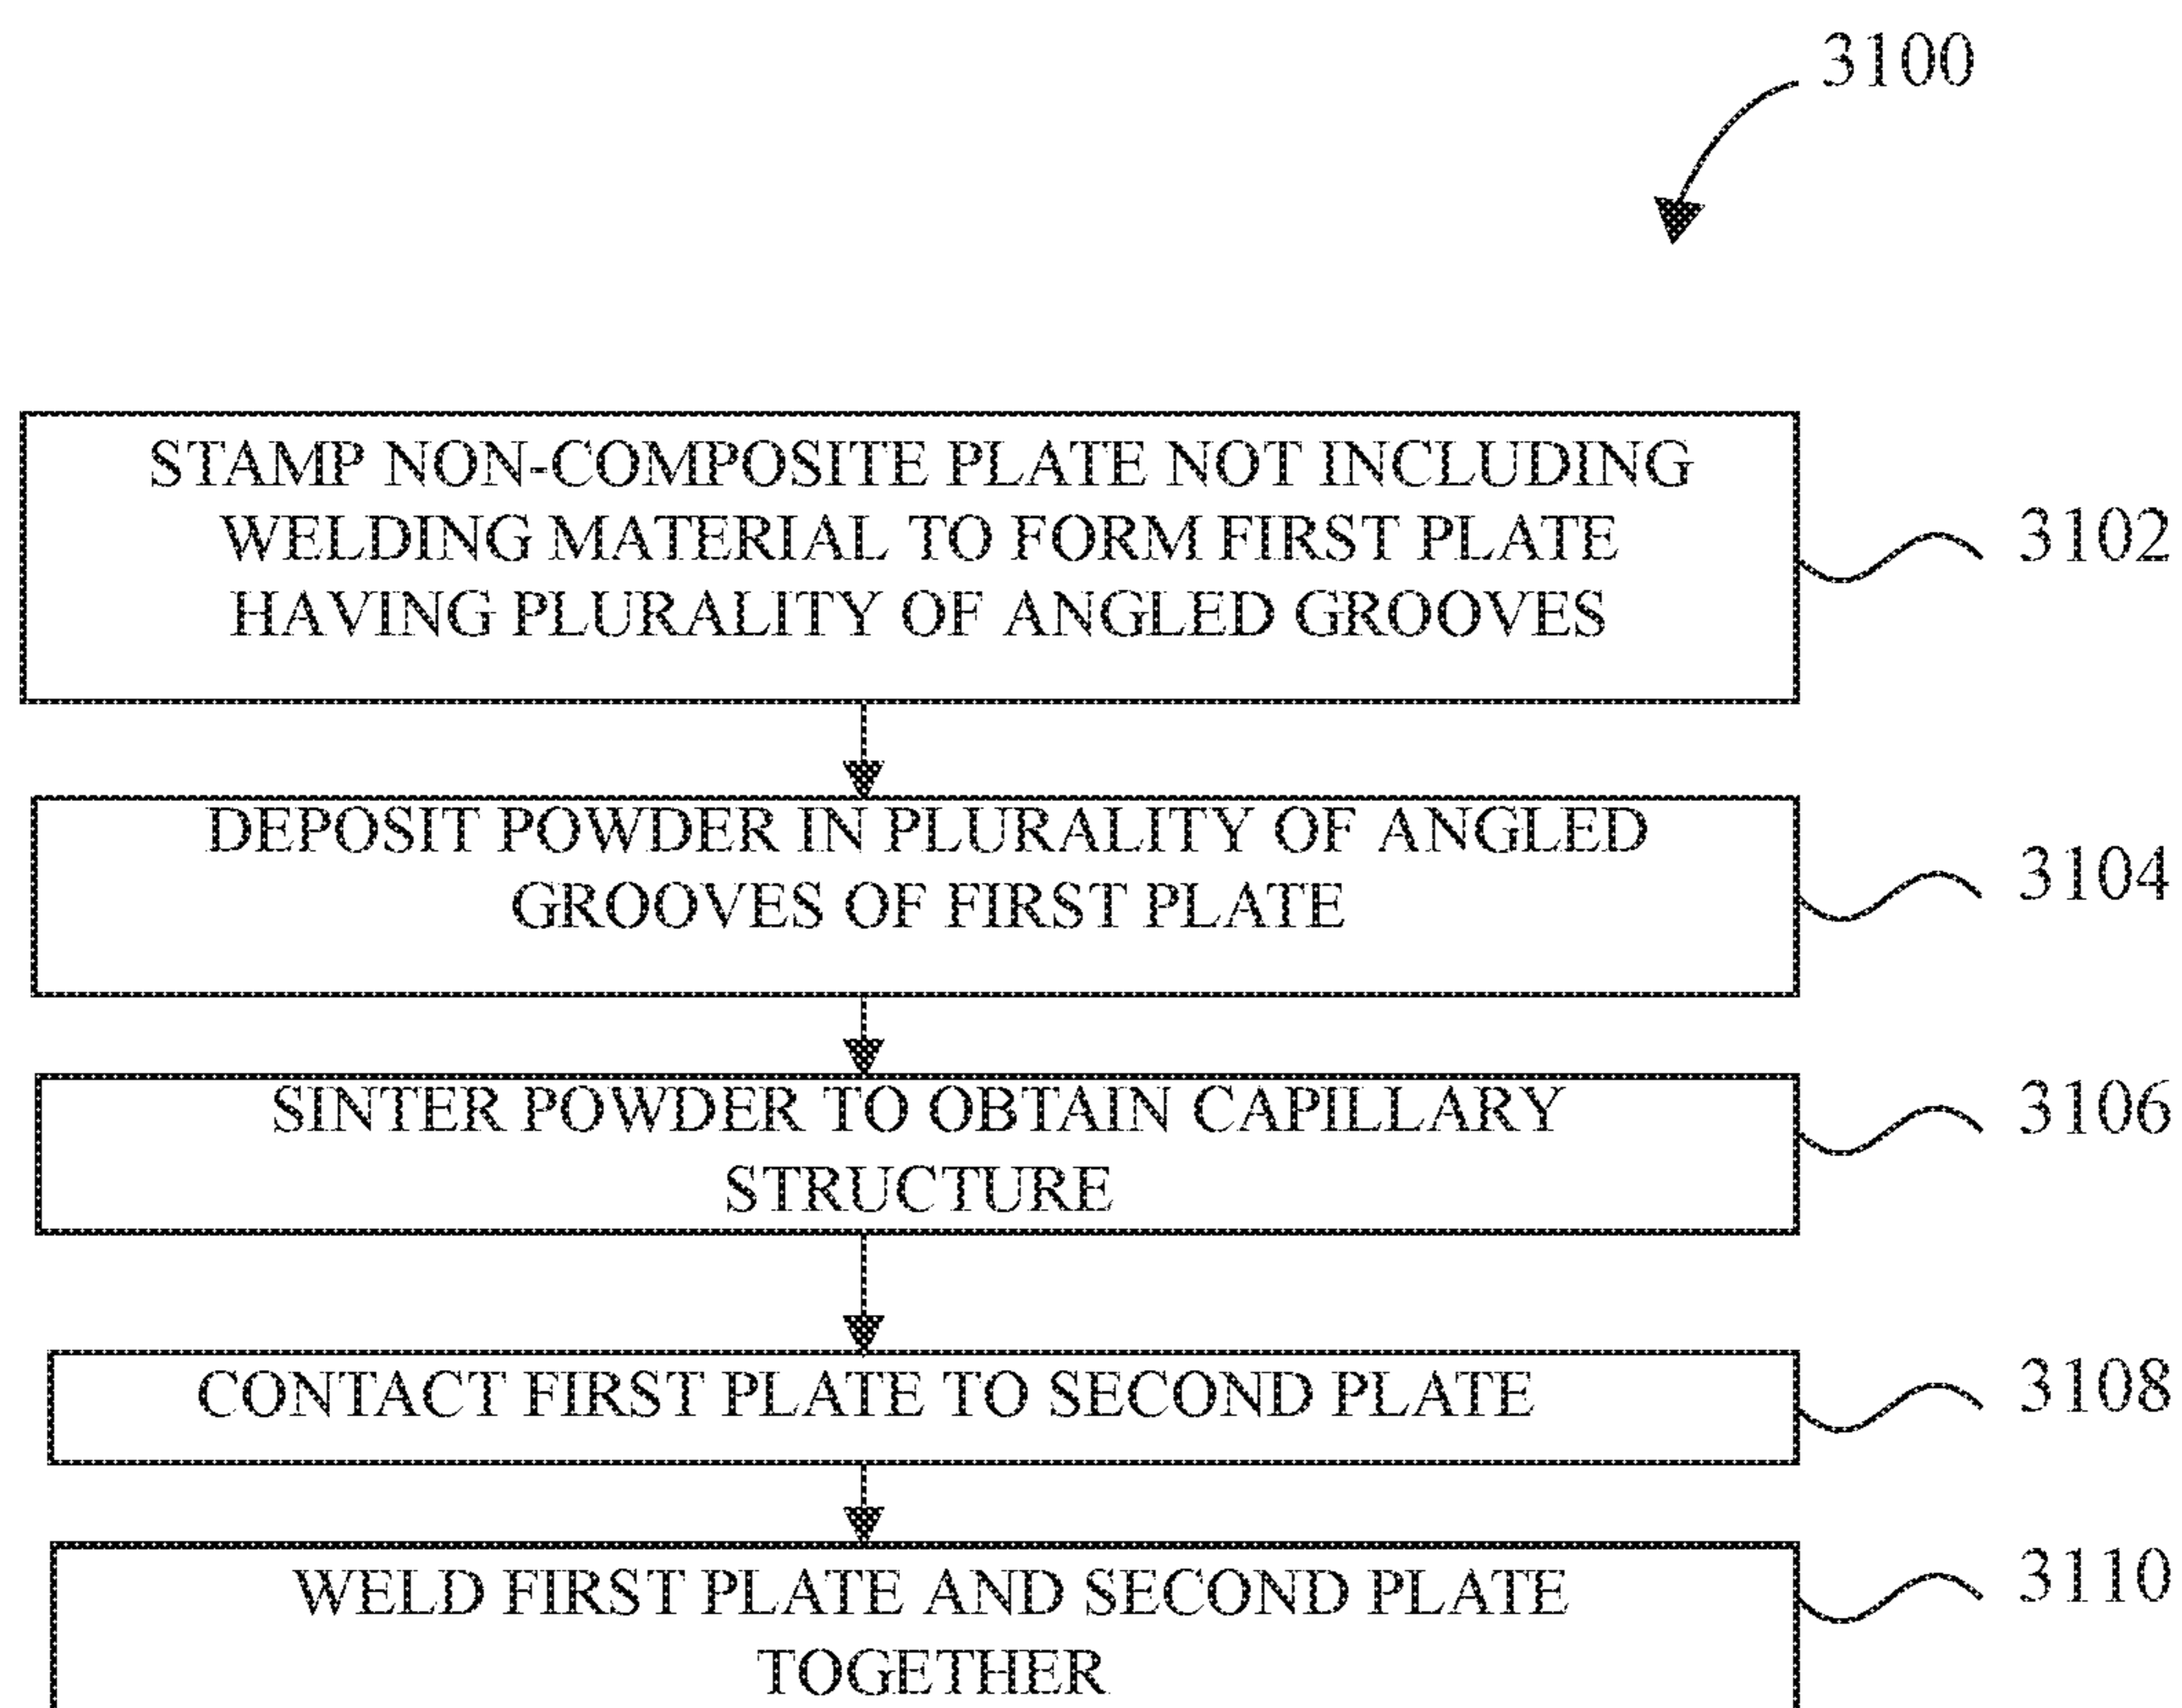 3100
STAMP NON-COMPOSITE PLATE NOT INCLUDING
WELDING MATERIAL TO FORM FIRST PLATE
HAVING PLURALITY OF ANGLED GROOVES
3102
DEPOSIT POWDER IN PLURALITY OF ANGLED
GROOVES OF FIRST PLATE
3104
SINTER POWDER TO OBTAIN CAPILLARY
STRUCTURE
3106
CONTACT FIRST PLATE TO SECOND PLATE
3108
WELD FIRST PLATE AND SECOND PLATE
TOGETHER
3110